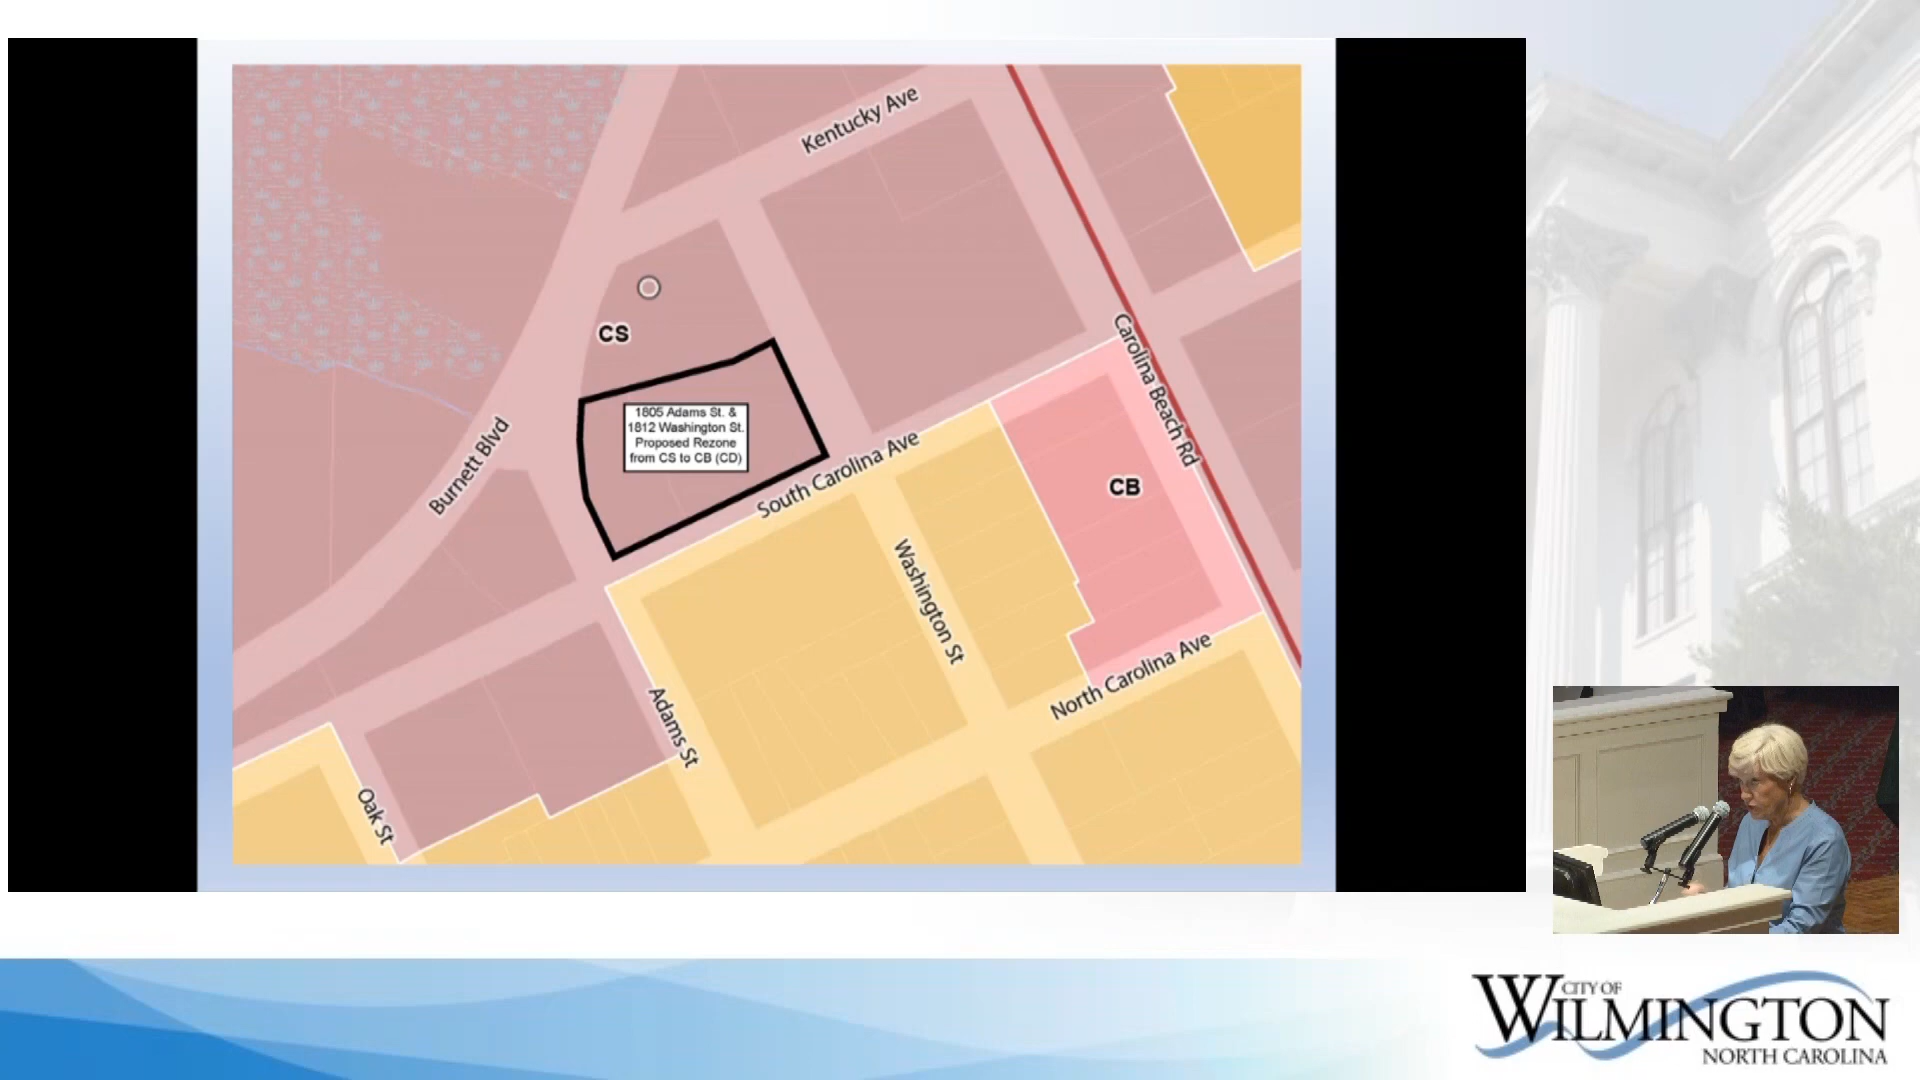 Kentucky Ave
CS
Carolina Beach Rd
1805 Adams St. &
1812 Washington St.
Proposed Rezone
from CS to CB (CD)
Burnett Blvd
South Carolina Ave
CB
Washington St
North Carolina Ave
Adams St
Oak St
CITY OF
WILMINGTON
NORTH CAROLINA